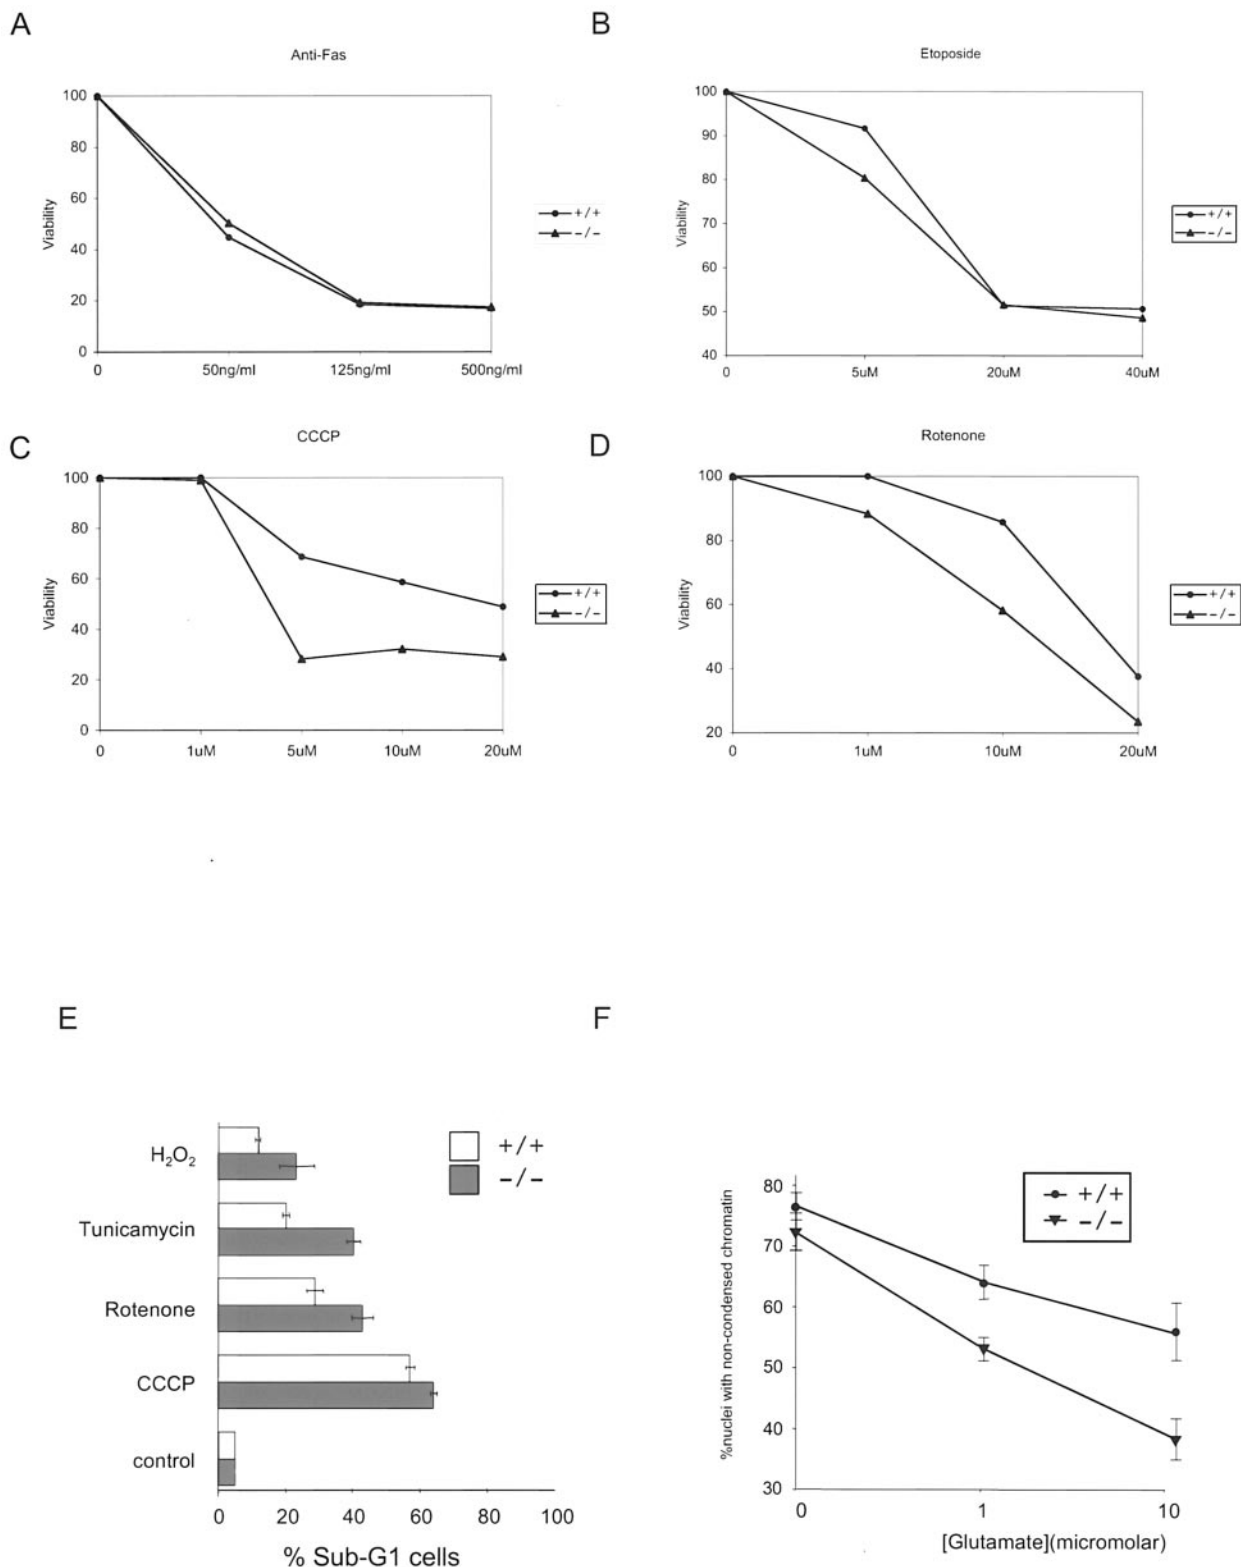 A
Anti-Fas
100
80
60
40
20
0
Viability
0 50ng/ml 125ng/ml 500ng/ml
+/+
−/−
B
Etoposide
100
90
80
70
60
50
40
Viability
0 5uM 20uM 40uM
+/+
−/−
C
CCCP
100
80
60
40
20
0
Viability
0 1uM 5uM 10uM 20uM
+/+
−/−
D
Rotenone
100
80
60
40
20
Viability
0 1uM 10uM 20uM
+/+
−/−
E
+/+
−/−
H₂O₂
Tunicamycin
Rotenone
CCCP
control
0 20 40 60 80 100
% Sub-G1 cells
F
+/+
−/−
80
70
60
50
40
30
%nuclei with non-condensed chromatin
0 1 10
[Glutamate](micromolar)